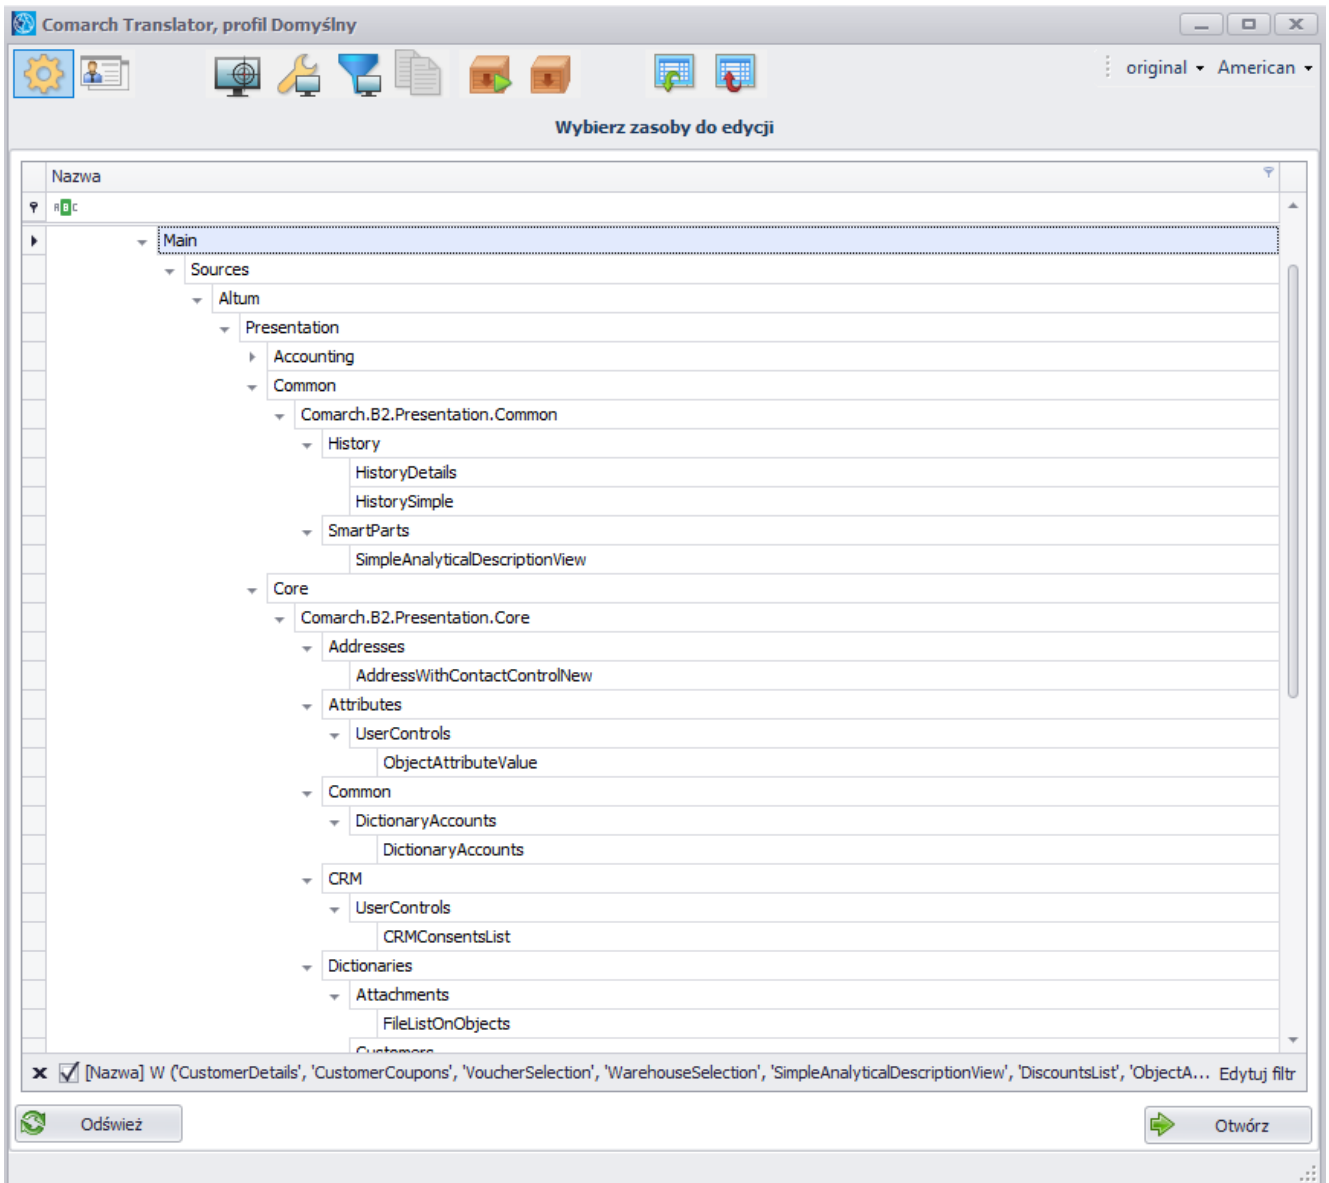 Comarch Translator, profil Domyślny
original American
Wybierz zasoby do edycji
Nazwa
ABC
Main
Sources
Altum
Presentation
Accounting
Common
Comarch.B2.Presentation.Common
History
HistoryDetails
HistorySimple
SmartParts
SimpleAnalyticalDescriptionView
Core
Comarch.B2.Presentation.Core
Addresses
AddressWithContactControlNew
Attributes
UserControls
ObjectAttributeValue
Common
DictionaryAccounts
DictionaryAccounts
CRM
UserControls
CRMConsentsList
Dictionaries
Attachments
FileListOnObjects
Customers
[Nazwa] W ('CustomerDetails', 'CustomerCoupons', 'VoucherSelection', 'WarehouseSelection', 'SimpleAnalyticalDescriptionView', 'DiscountsList', 'ObjectA... Edytuj filtr
Odśwież Otwórz